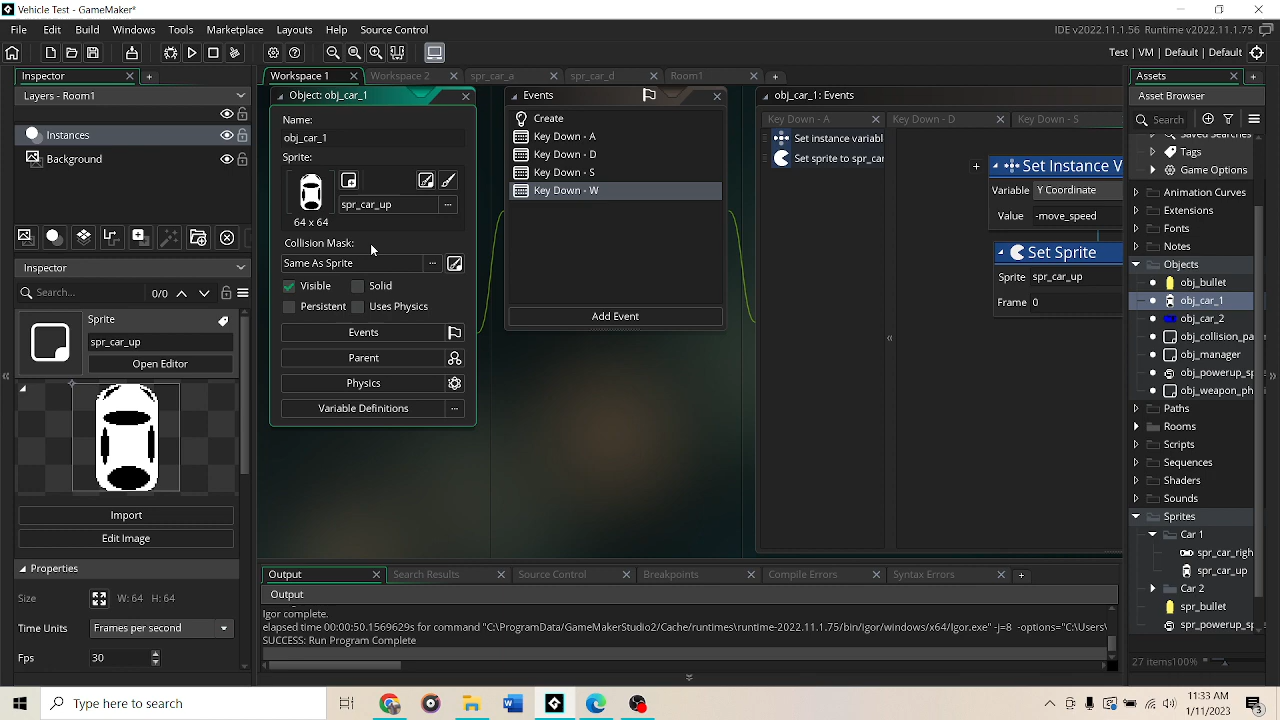 Vehicle Test - GameMaker*
File Edit Build Windows Tools Marketplace Layouts Help Source Control
IDE v2022.11.1.56 Runtime v2022.11.1.75
Test | VM | Default | Default
Inspector
Layers - Room1
Instances
Background
Inspector
Search... 0/0
Sprite
spr_car_up
Open Editor
Import
Edit Image
Properties
Size W: 64 H: 64
Time Units Frames per second
Fps 30
Workspace 1 Workspace 2 spr_car_a spr_car_d Room1
Object: obj_car_1
Name:
obj_car_1
Sprite:
spr_car_up
64 x 64
Collision Mask:
Same As Sprite
Visible Solid
Persistent Uses Physics
Events
Parent
Physics
Variable Definitions
Events
Create
Key Down - A
Key Down - D
Key Down - S
Key Down - W
Add Event
obj_car_1: Events
Key Down - A Key Down - D Key Down - S
Set instance variabl
Set sprite to spr_car
Set Instance V
Variable Y Coordinate
Value -move_speed
Set Sprite
Sprite spr_car_up
Frame 0
Output Search Results Source Control Breakpoints Compile Errors Syntax Errors
Output
Igor complete.
elapsed time 00:00:50.1569629s for command "C:\ProgramData/GameMakerStudio2/Cache/runtimes\runtime-2022.11.1.75/bin/igor/windows/x64/Igor.exe" -j=8 -options="C:\Users\
SUCCESS: Run Program Complete
Assets
Asset Browser
Search
Saved Searches
Tags
Game Options
Animation Curves
Extensions
Fonts
Notes
Objects
obj_bullet
obj_car_1
obj_car_2
obj_collision_pa
obj_manager
obj_powerup_sp
obj_weapon_ph
Paths
Rooms
Scripts
Sequences
Shaders
Sounds
Sprites
Car 1
spr_car_righ
spr_car_up
Car 2
spr_bullet
spr_powerup_sp
27 items 100%
Type here to search
11:33 AM
1/11/2023